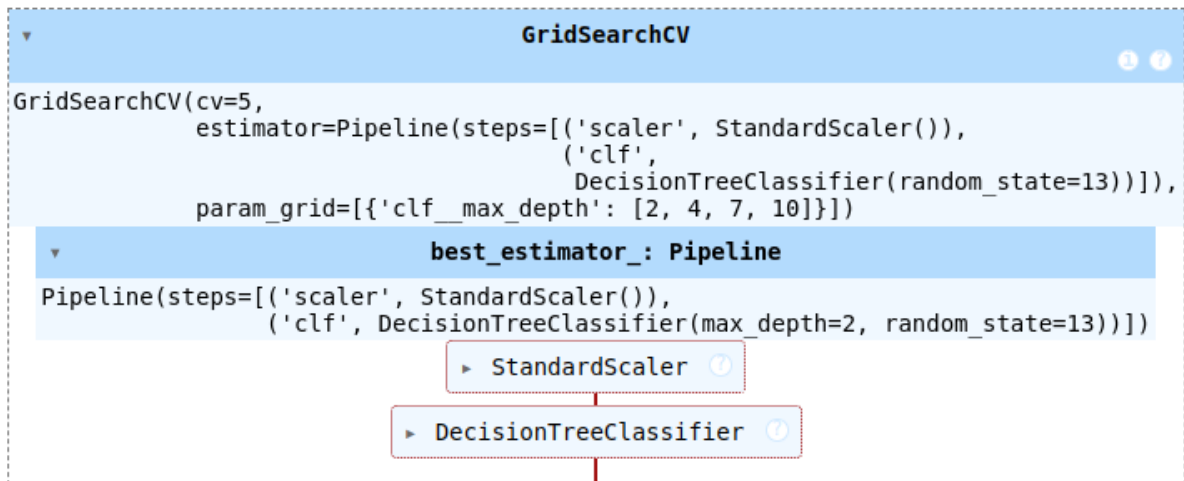 ▾ GridSearchCV
i ?
GridSearchCV(cv=5,
             estimator=Pipeline(steps=[('scaler', StandardScaler()),
                                       ('clf',
                                        DecisionTreeClassifier(random_state=13))]),
             param_grid=[{'clf__max_depth': [2, 4, 7, 10]}])
▾ best_estimator_: Pipeline
Pipeline(steps=[('scaler', StandardScaler()),
                ('clf', DecisionTreeClassifier(max_depth=2, random_state=13))])
▸ StandardScaler ?
▸ DecisionTreeClassifier ?